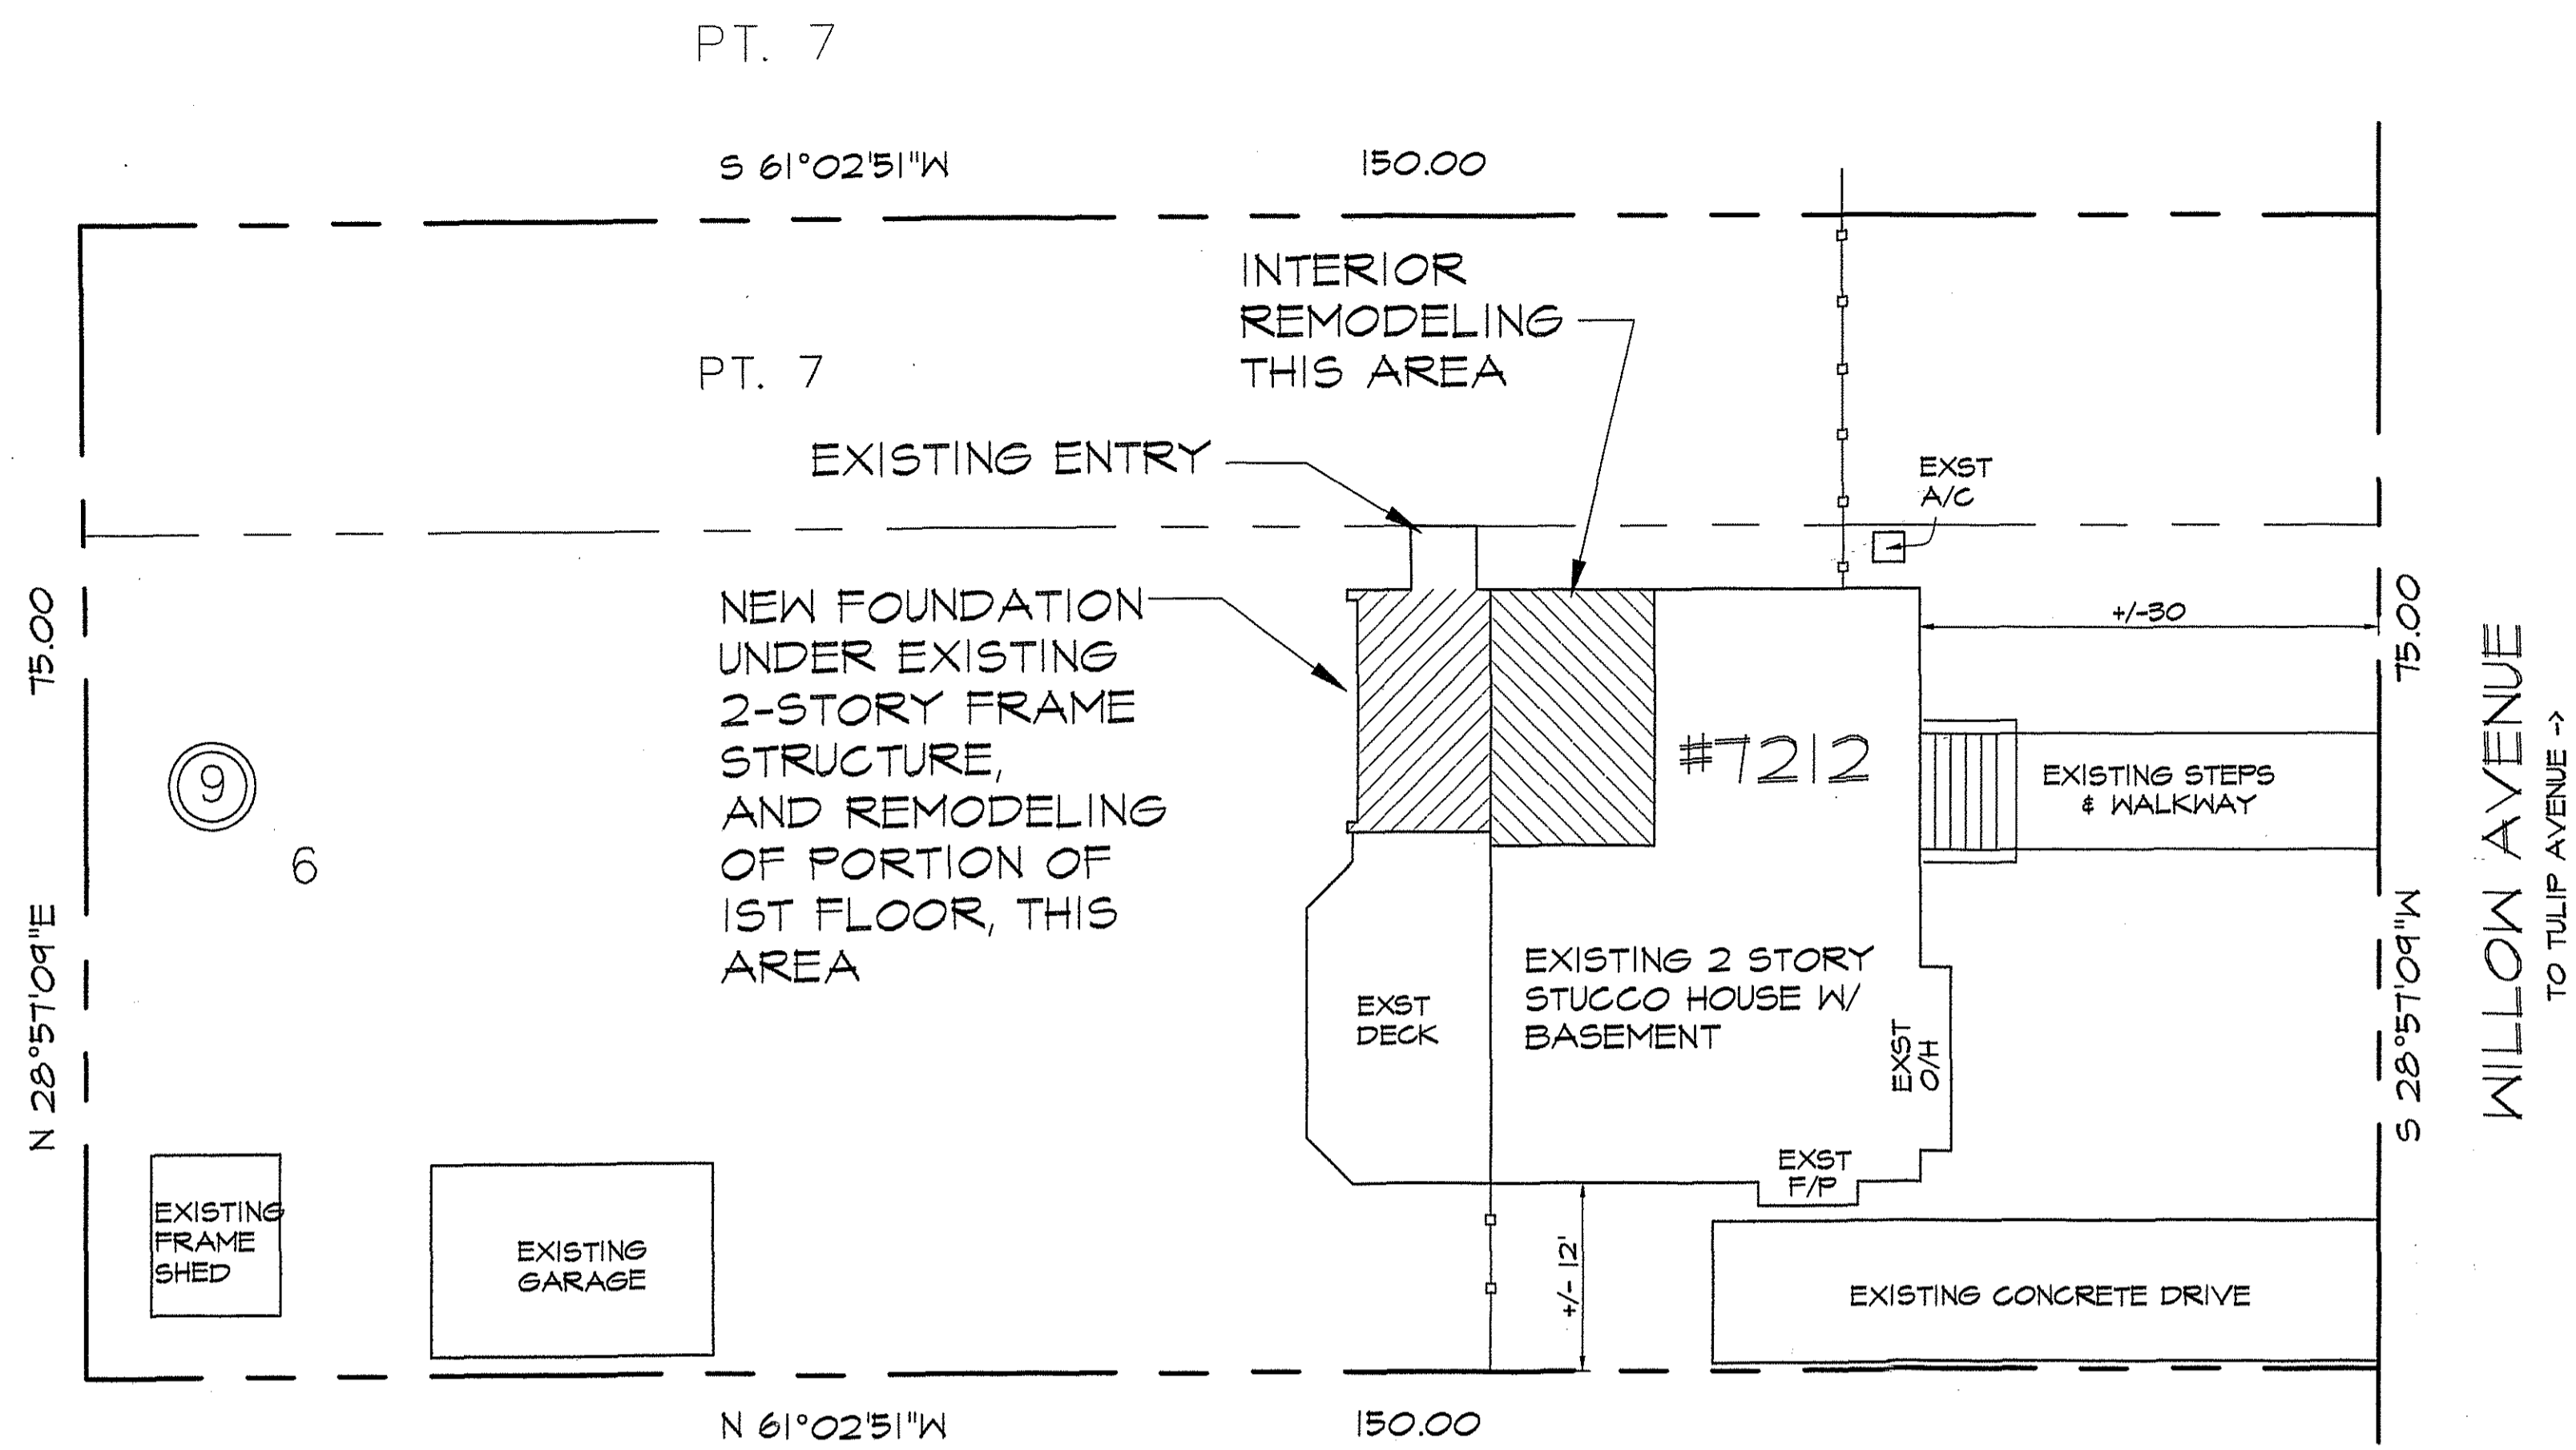 PT. 7
S 61°02'51"W
150.00
INTERIOR
REMODELING
THIS AREA
PT. 7
EXISTING ENTRY
EXST
A/C
NEW FOUNDATION
UNDER EXISTING
2-STORY FRAME
STRUCTURE,
AND REMODELING
OF PORTION OF
1ST FLOOR, THIS
AREA
75.00
N 28°57'09"E
9
6
#7212
+/-30
EXISTING STEPS
& WALKWAY
75.00
S 28°57'09"W
WILLOW AVENUE
TO TULIP AVENUE ->
EXST
DECK
EXISTING 2 STORY
STUCCO HOUSE W/
BASEMENT
EXST
O/H
EXST
F/P
EXISTING
FRAME
SHED
EXISTING
GARAGE
+/- 12'
EXISTING CONCRETE DRIVE
N 61°02'51"W
150.00